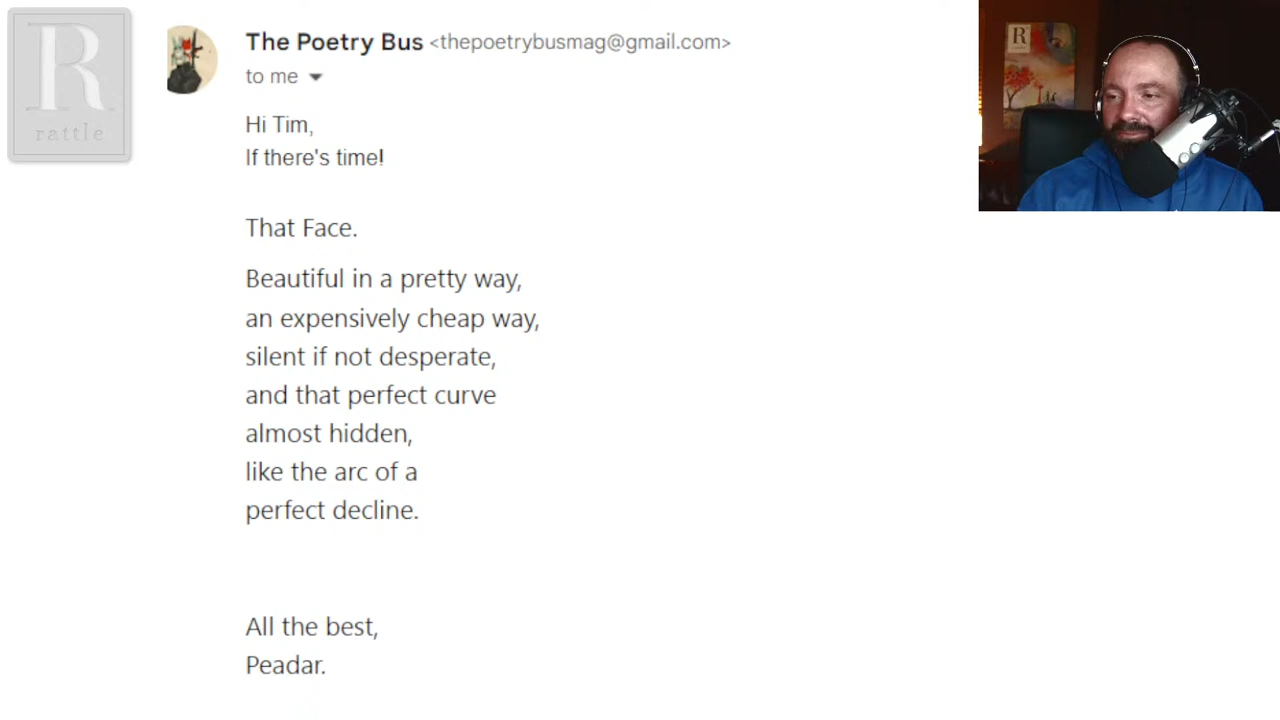 R
rattle
The Poetry Bus <thepoetrybusmag@gmail.com>
to me
Hi Tim,
If there's time!
That Face.
Beautiful in a pretty way,
an expensively cheap way,
silent if not desperate,
and that perfect curve
almost hidden,
like the arc of a
perfect decline.
All the best,
Peadar.
R